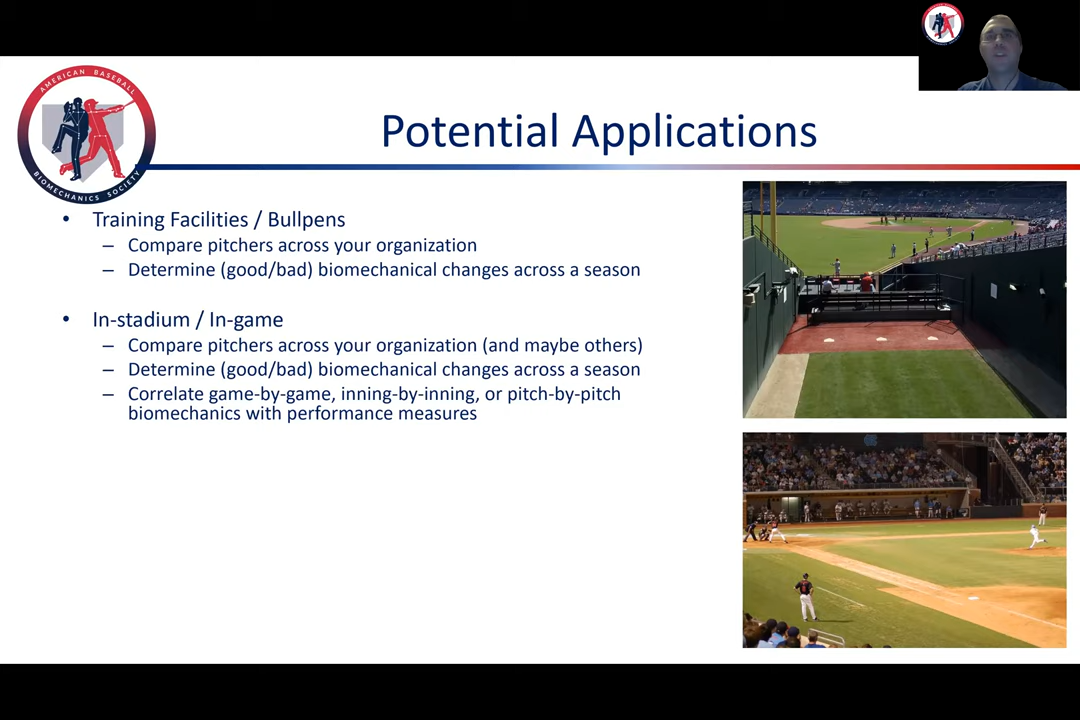 AMERICAN BASEBALL
BIOMECHANICS SOCIETY
Potential Applications
• Training Facilities / Bullpens
– Compare pitchers across your organization
– Determine (good/bad) biomechanical changes across a season
• In-stadium / In-game
– Compare pitchers across your organization (and maybe others)
– Determine (good/bad) biomechanical changes across a season
– Correlate game-by-game, inning-by-inning, or pitch-by-pitch
biomechanics with performance measures